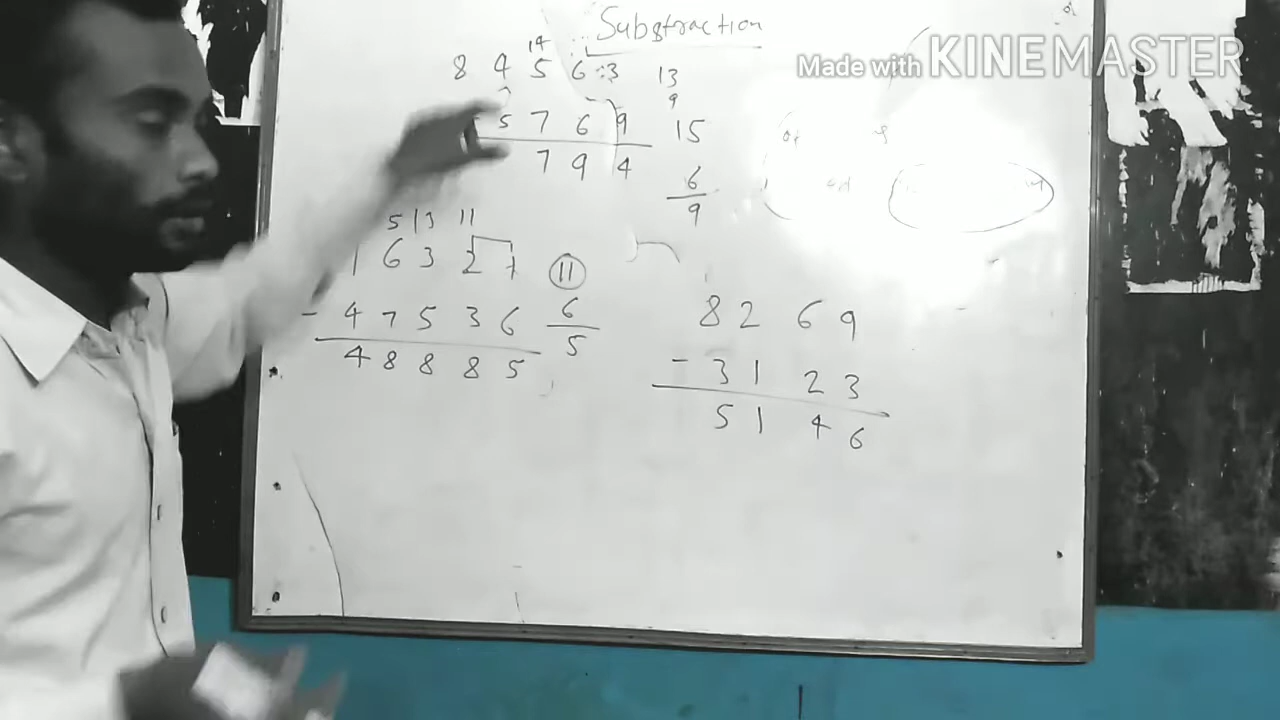 Substraction
Made with KINEMASTER
14
8 4 5 6 3
13
9
5 7 6 9
15
7 9 4
6
9
5 13 11
6 3 2 1
11
- 4 7 5 3 6
6
4 8 8 8 5
5
8 2 6 9
- 3 1 2 3
5 1 4 6